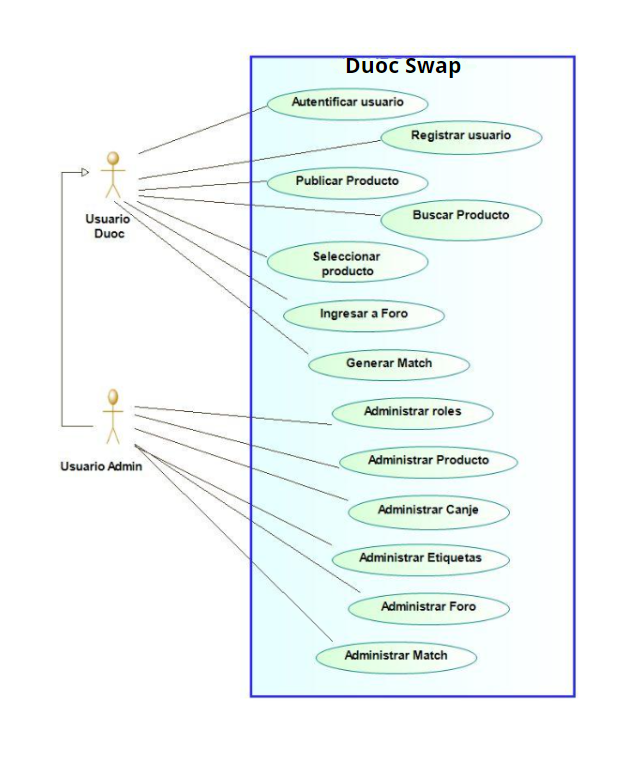 Duoc Swap
Autentificar usuario
Registrar usuario
Publicar Producto
Buscar Producto
Usuario
Duoc
Seleccionar
producto
Ingresar a Foro
Generar Match
Administrar roles
Usuario Admin
Administrar Producto
Administrar Canje
Administrar Etiquetas
Administrar Foro
Administrar Match